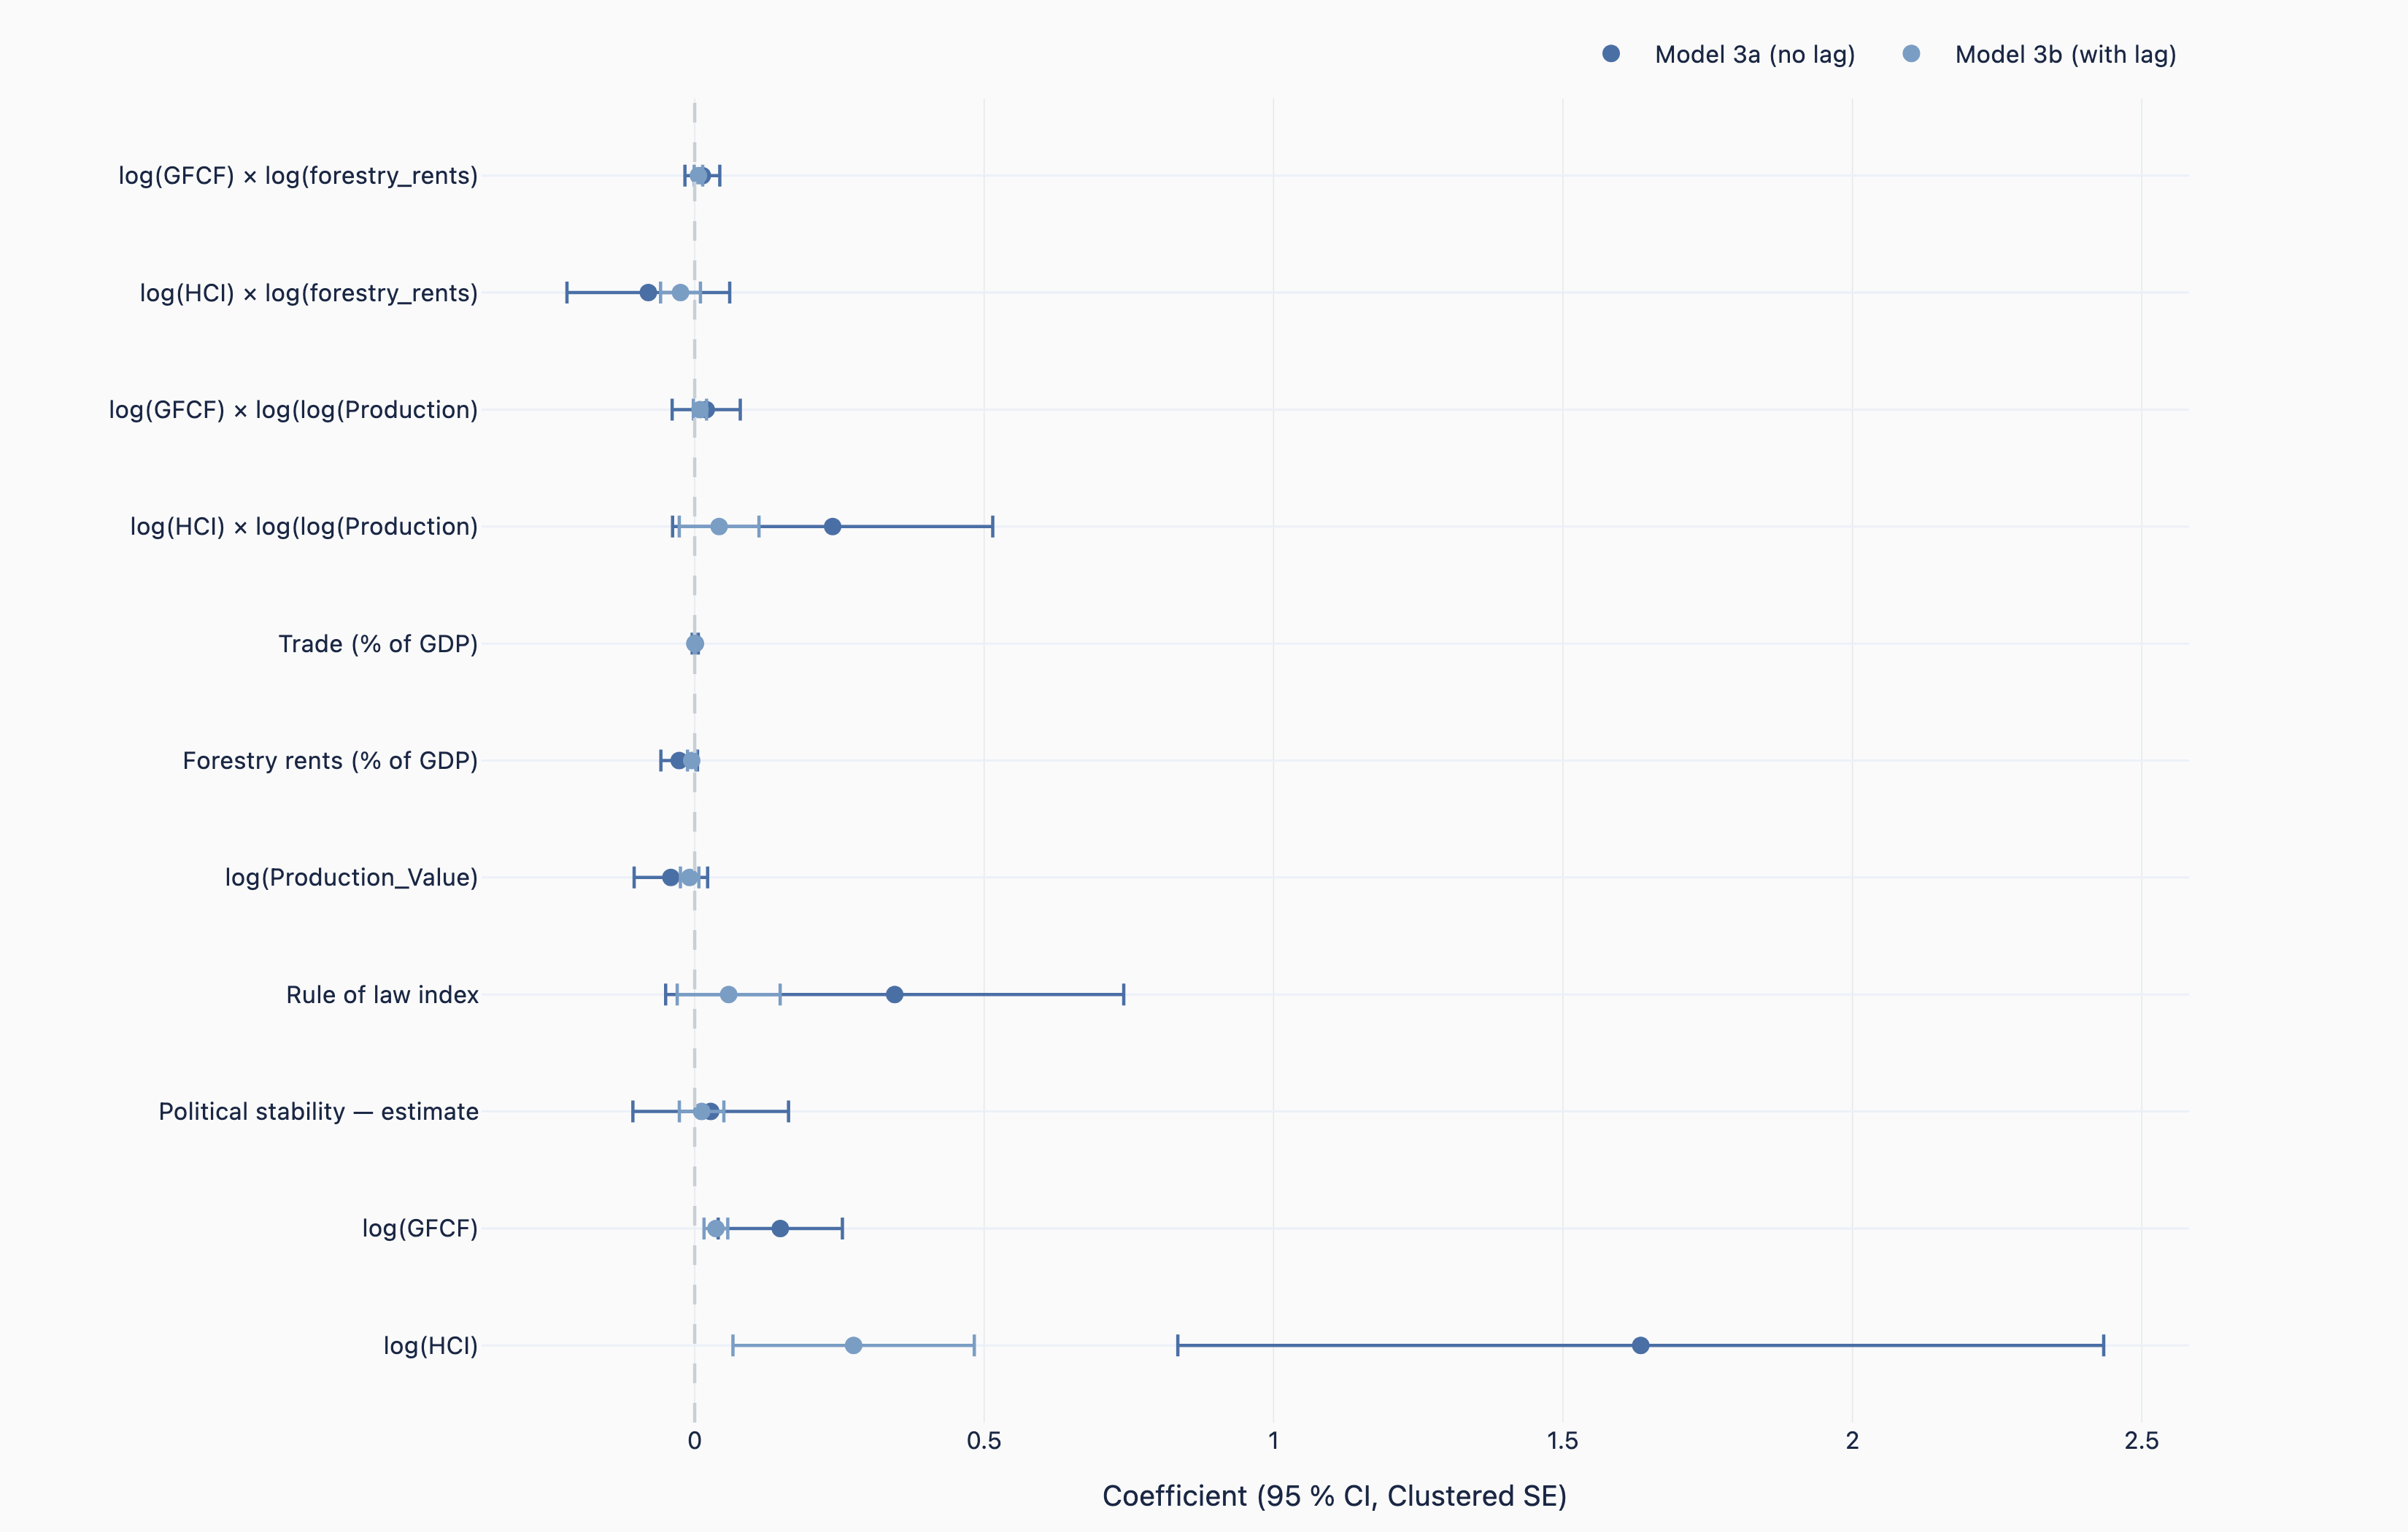 Model 3a (no lag)
Model 3b (with lag)
log(GFCF) × log(forestry_rents)
log(HCI) × log(forestry_rents)
log(GFCF) × log(log(Production)
log(HCI) × log(log(Production)
Trade (% of GDP)
Forestry rents (% of GDP)
log(Production_Value)
Rule of law index
Political stability — estimate
log(GFCF)
log(HCI)
0 0.5 1 1.5 2 2.5
Coefficient (95 % CI, Clustered SE)